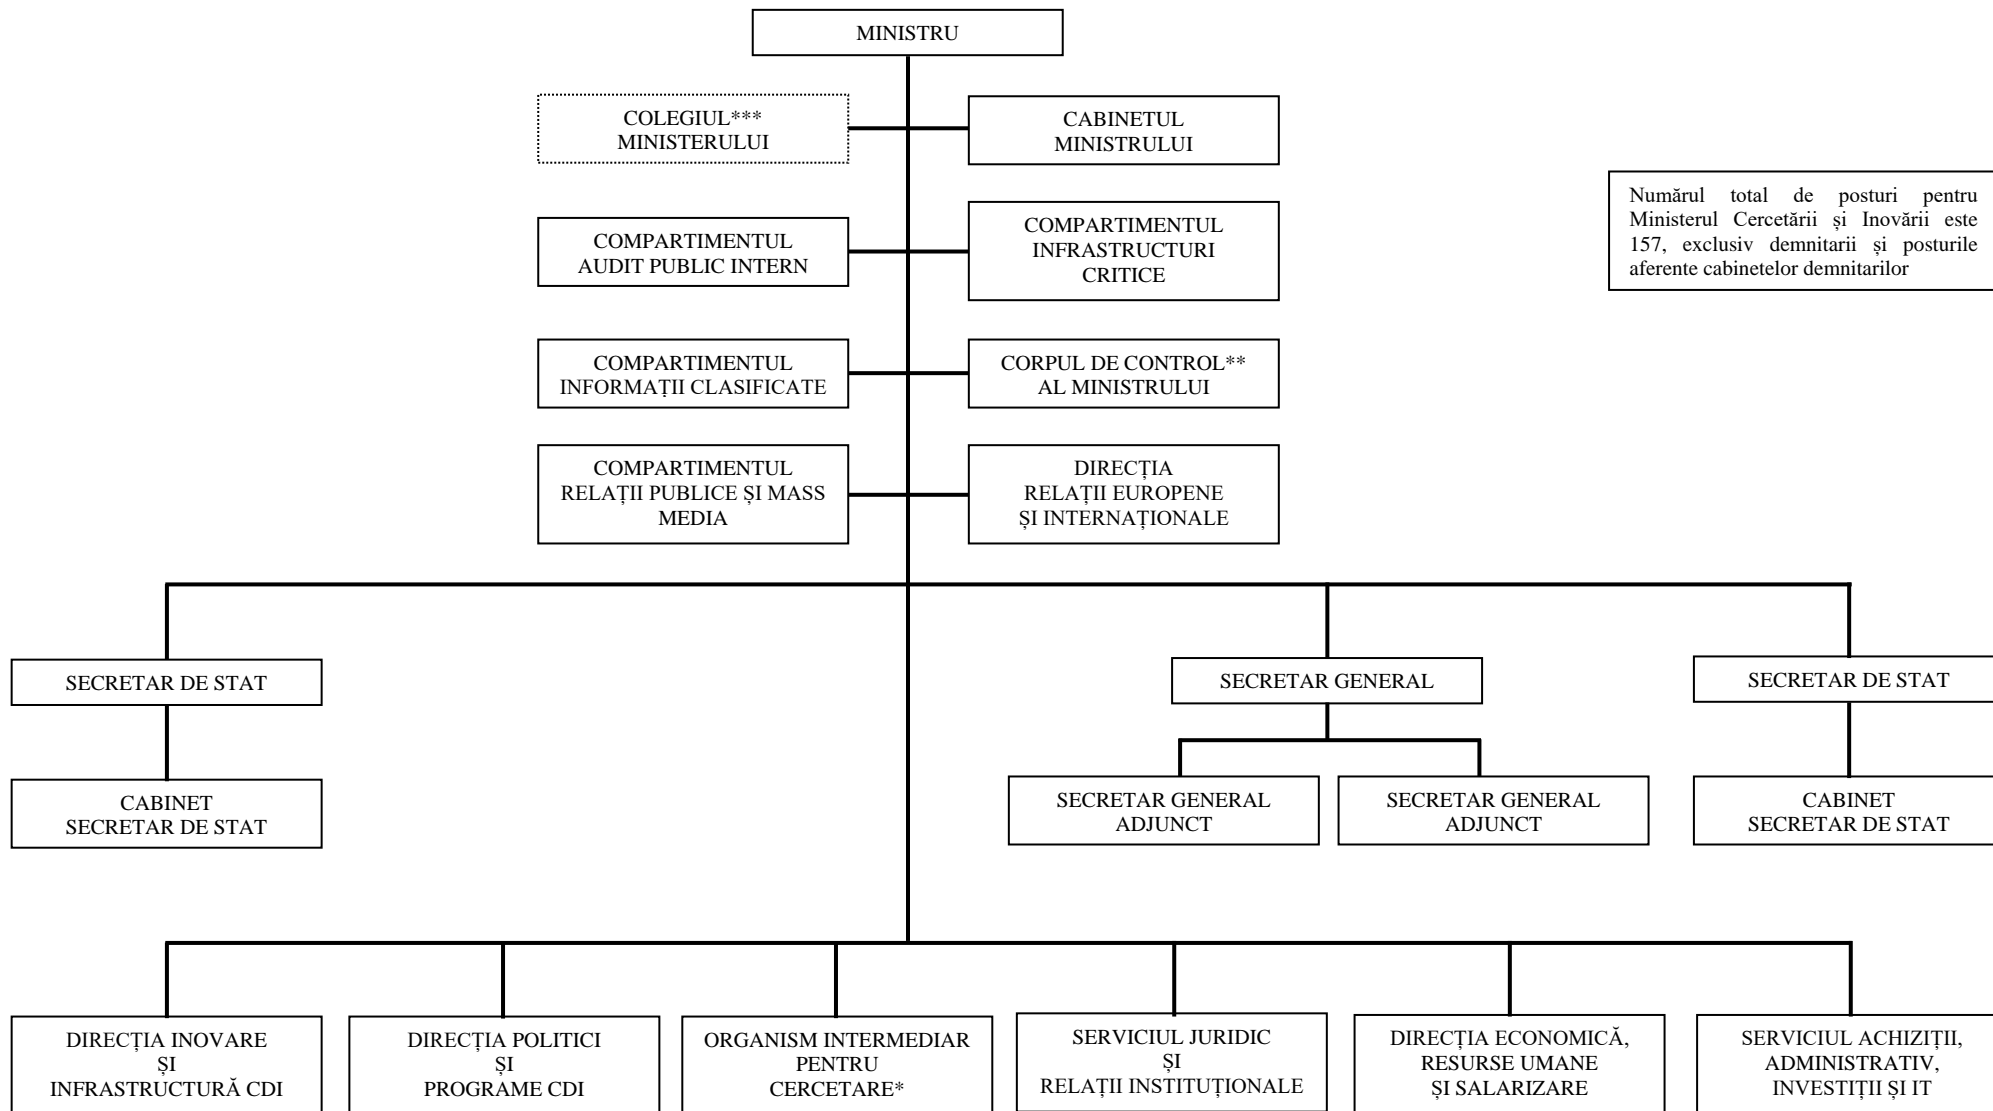 MINISTRU
COLEGIUL***
MINISTERULUI
CABINETUL
MINISTRULUI
Numărul total de posturi pentru
Ministerul Cercetării și Inovării este
157, exclusiv demnitarii și posturile
aferente cabinetelor demnitarilor
COMPARTIMENTUL
AUDIT PUBLIC INTERN
COMPARTIMENTUL
INFRASTRUCTURI
CRITICE
COMPARTIMENTUL
INFORMAȚII CLASIFICATE
CORPUL DE CONTROL**
AL MINISTRULUI
COMPARTIMENTUL
RELAȚII PUBLICE ȘI MASS
MEDIA
DIRECȚIA
RELAȚII EUROPENE
ȘI INTERNAȚIONALE
SECRETAR DE STAT
SECRETAR GENERAL
SECRETAR DE STAT
CABINET
SECRETAR DE STAT
SECRETAR GENERAL
ADJUNCT
SECRETAR GENERAL
ADJUNCT
CABINET
SECRETAR DE STAT
DIRECȚIA INOVARE
ȘI
INFRASTRUCTURĂ CDI
DIRECȚIA POLITICI
ȘI
PROGRAME CDI
ORGANISM INTERMEDIAR
PENTRU
CERCETARE*
SERVICIUL JURIDIC
ȘI
RELAȚII INSTITUȚIONALE
DIRECȚIA ECONOMICĂ,
RESURSE UMANE
ȘI SALARIZARE
SERVICIUL ACHIZIȚII,
ADMINISTRATIV,
INVESTIȚII ȘI IT